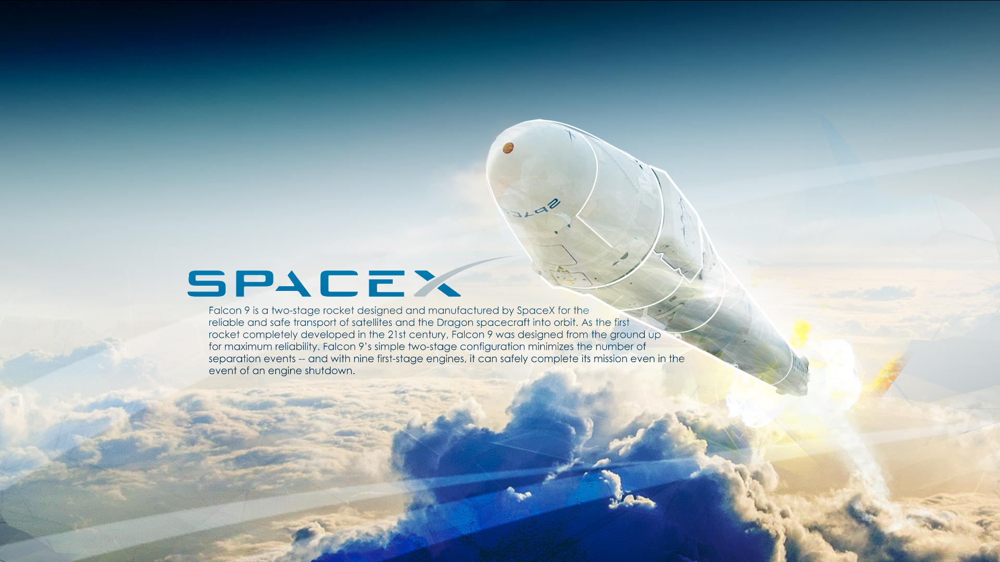 SPACEX
Falcon 9 is a two-stage rocket designed and manufactured by SpaceX for the
reliable and safe transport of satellites and the Dragon spacecraft into orbit. As the first
rocket completely developed in the 21st century, Falcon 9 was designed from the ground up
for maximum reliability. Falcon 9's simple two-stage configuration minimizes the number of
separation events -- and with nine first-stage engines, it can safely complete its mission even in the
event of an engine shutdown.